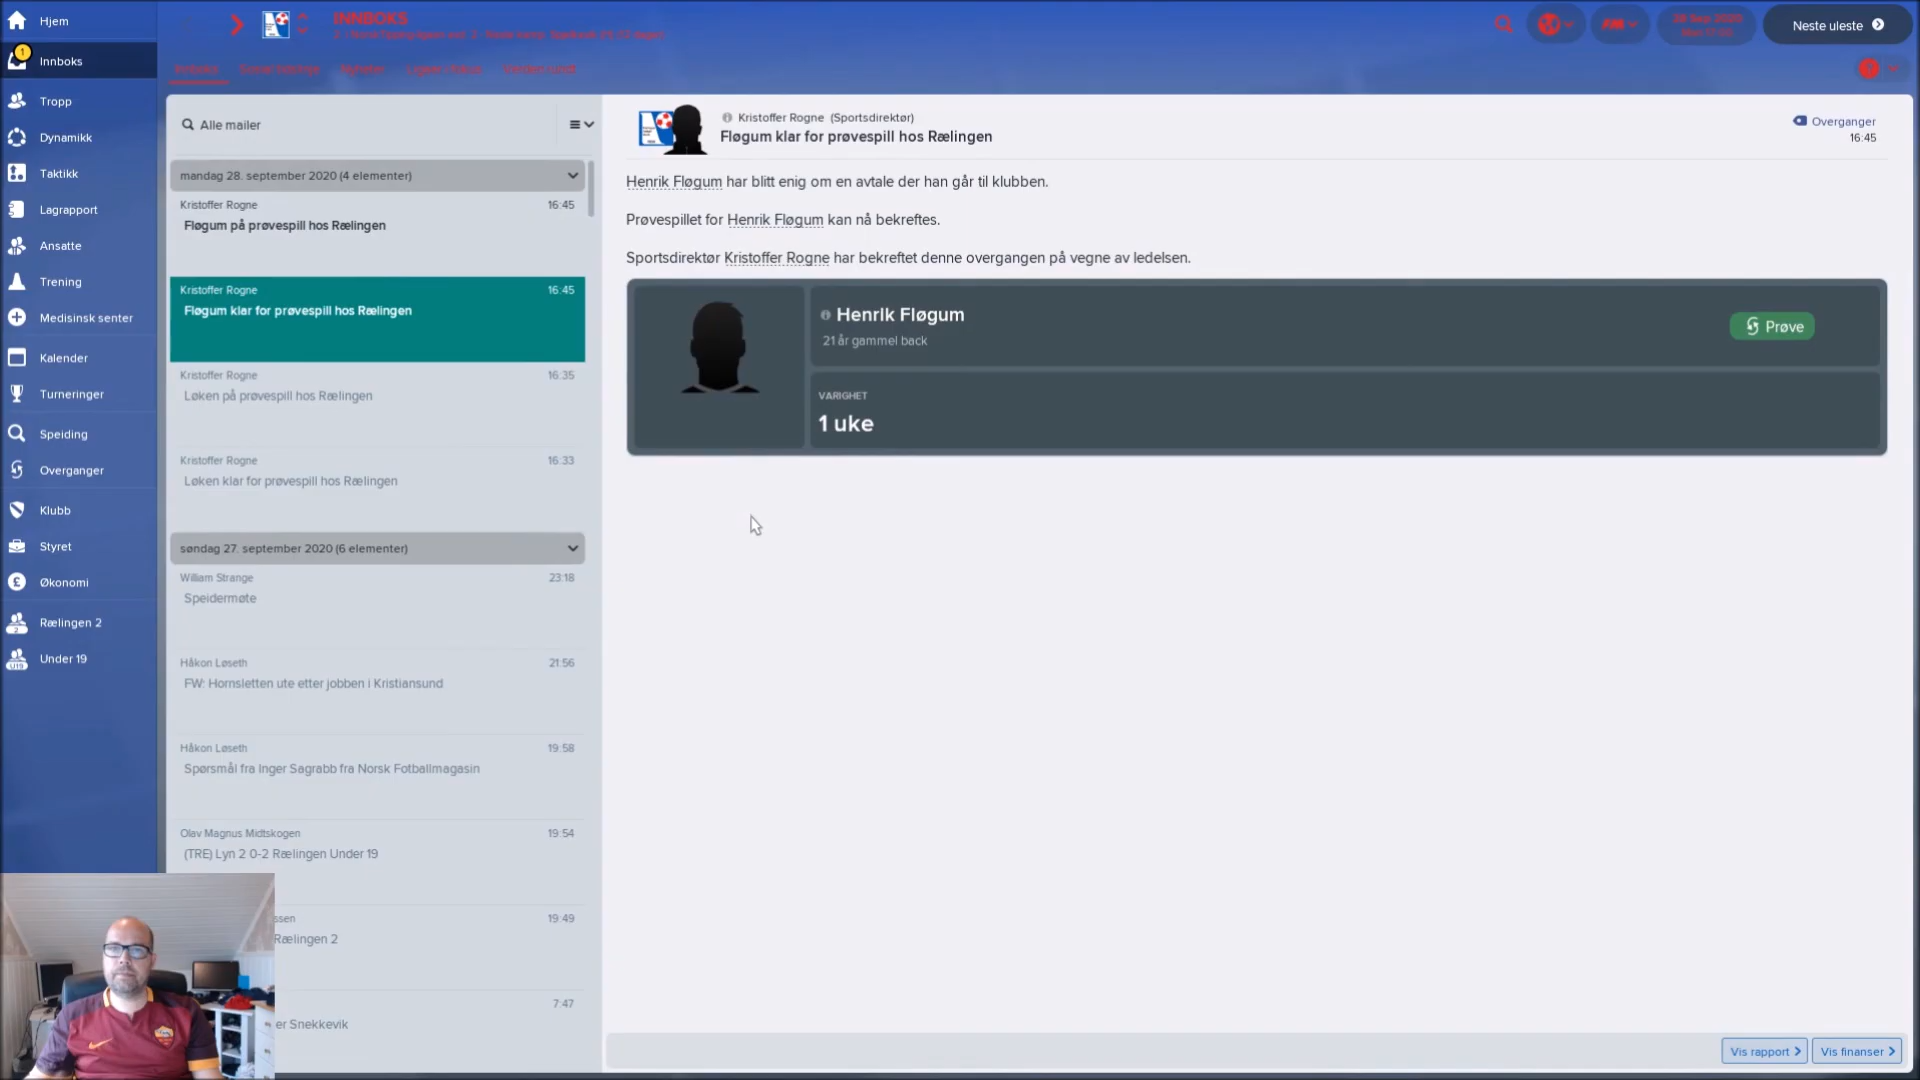 Hjem
Innboks
1
Tropp
Dynamikk
Taktikk
Lagrapport
Ansatte
Trening
Medisinsk senter
Kalender
Turneringer
Speiding
Overganger
Klubb
Styret
Økonomi
Rælingen 2
Under 19
INNBOKS
Innboks
Nyheter
28 Sep 2020
Neste uleste
Alle mailer
mandag 28. september 2020 (4 elementer)
Kristoffer Rogne 16:45
Fløgum på prøvespill hos Rælingen
Kristoffer Rogne 16:45
Fløgum klar for prøvespill hos Rælingen
Kristoffer Rogne 16:35
Løken på prøvespill hos Rælingen
Kristoffer Rogne 16:33
Løken klar for prøvespill hos Rælingen
søndag 27. september 2020 (6 elementer)
William Strange 23:18
Speidermøte
Håkon Løseth 21:56
FW: Hornsletten ute etter jobben i Kristiansund
Håkon Løseth 19:58
Spørsmål fra Inger Sagrabb fra Norsk Fotballmagasin
Olav Magnus Midtskogen 19:54
(TRE) Lyn 2 0-2 Rælingen Under 19
ssen 19:49
Rælingen 2
7:47
er Snekkevik
Kristoffer Rogne (Sportsdirektør)
Fløgum klar for prøvespill hos Rælingen
Overganger
16:45
Henrik Fløgum har blitt enig om en avtale der han går til klubben.
Prøvespillet for Henrik Fløgum kan nå bekreftes.
Sportsdirektør Kristoffer Rogne har bekreftet denne overgangen på vegne av ledelsen.
Henrik Fløgum
21 år gammel back
Prøve
VARIGHET
1 uke
Vis rapport
Vis finanser